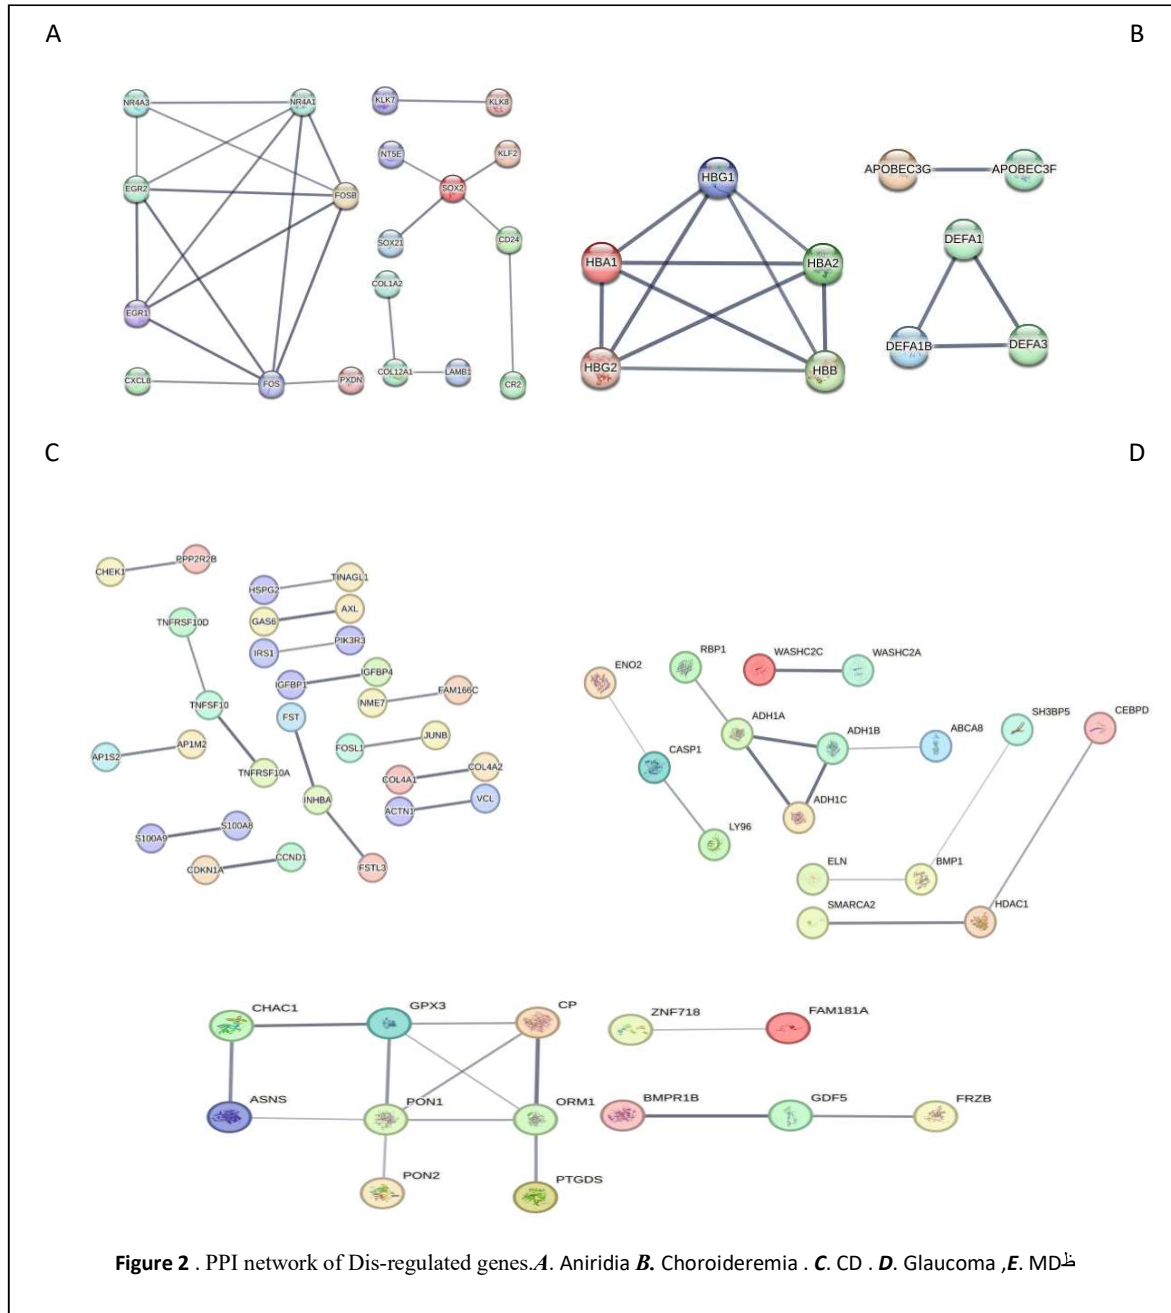 A
B
NR4A3
NR4A1
KLK7
KLK8
NT5E
KLF2
EGR2
FOSB
SOX2
SOX21
CD24
COL1A2
EGR1
CXCL8
FOS
PXDN
COL12A1
LAMB1
CR2
HBG1
HBA1
HBA2
HBG2
HBB
APOBEC3G
APOBEC3F
DEFA1
DEFA1B
DEFA3
C
D
CHEK1
PPP2R2B
HSPG2
TINAGL1
GAS6
AXL
IRS1
PIK3R3
TNFRSF10D
IGFBP1
IGFBP4
NME7
FAM166C
TNFSF10
FST
AP1S2
AP1M2
FOSL1
JUNB
TNFRSF10A
COL4A1
COL4A2
INHBA
ACTN1
VCL
S100A9
S100A8
CDKN1A
CCND1
FSTL3
ENO2
RBP1
WASHC2C
WASHC2A
ADH1A
ADH1B
ABCA8
SH3BP5
CEBPD
CASP1
ADH1C
LY96
ELN
BMP1
SMARCA2
HDAC1
CHAC1
GPX3
CP
ZNF718
FAM181A
ASNS
PON1
ORM1
BMPR1B
GDF5
FRZB
PON2
PTGDS
Figure 2 . PPI network of Dis-regulated genes.A. Aniridia B. Choroideremia . C. CD . D. Glaucoma ,E. MDظ